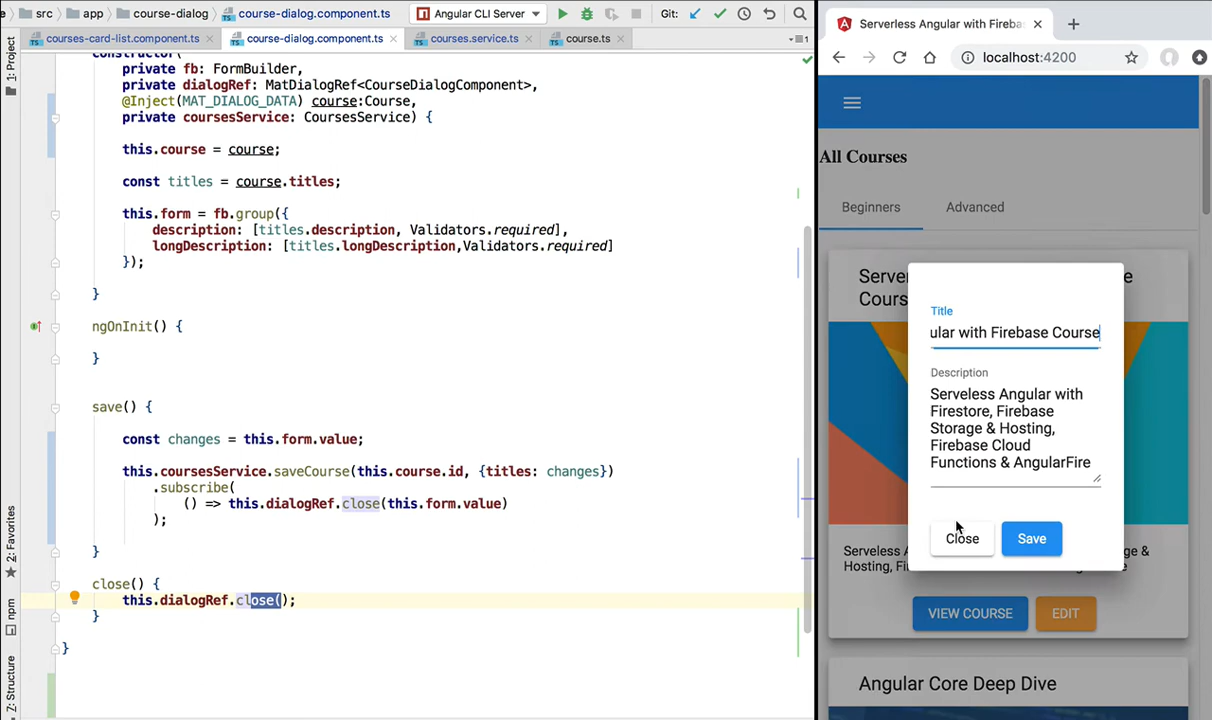 src app course-dialog course-dialog.component.ts Angular CLI Server Git:
courses-card-list.component.ts course-dialog.component.ts courses.service.ts course.ts
1: Project
2: Favorites
npm
Z: Structure
constructor(
private fb: FormBuilder,
private dialogRef: MatDialogRef<CourseDialogComponent>,
@Inject(MAT_DIALOG_DATA) course:Course,
private coursesService: CoursesService) {
this.course = course;
const titles = course.titles;
this.form = fb.group({
description: [titles.description, Validators.required],
longDescription: [titles.longDescription,Validators.required]
});
}
ngOnInit() {
}
save() {
const changes = this.form.value;
this.coursesService.saveCourse(this.course.id, {titles: changes})
.subscribe(
() => this.dialogRef.close(this.form.value)
);
}
close() {
this.dialogRef.close();
}
}
Serverless Angular with Fireba
localhost:4200
All Courses
Beginners Advanced
Title
ular with Firebase Course
Description
Serveless Angular with
Firestore, Firebase
Storage & Hosting,
Firebase Cloud
Functions & AngularFire
Close Save
VIEW COURSE EDIT
Angular Core Deep Dive